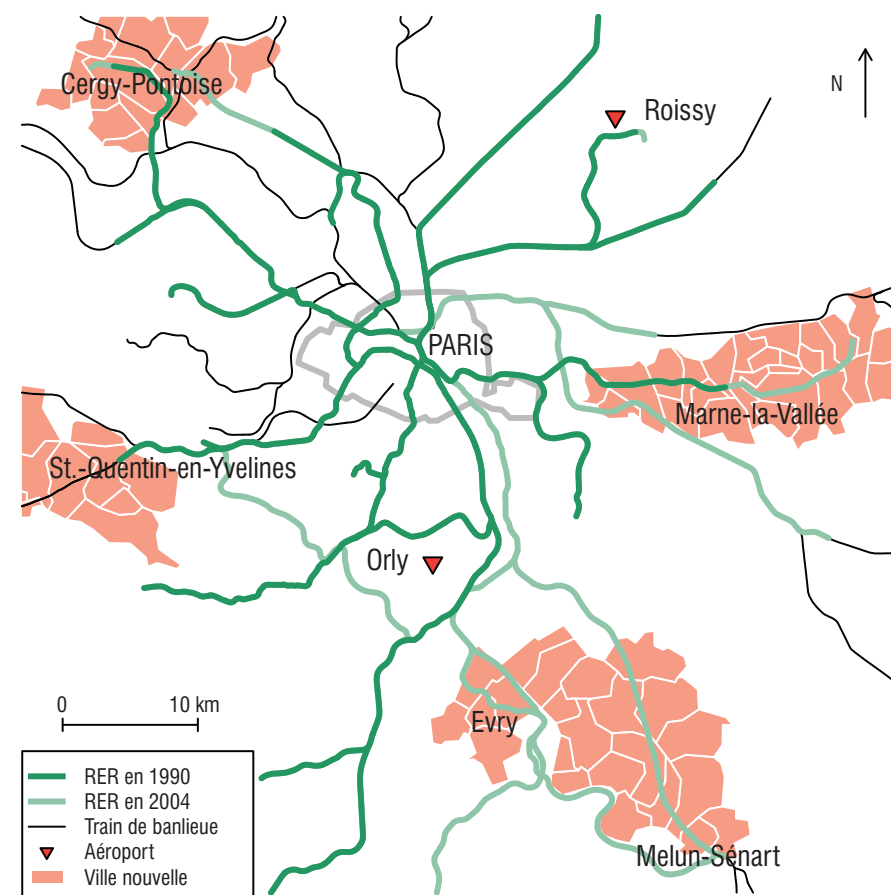 Cergy-Pontoise
Roissy
N
PARIS
Marne-la-Vallée
St.-Quentin-en-Yvelines
Orly
Evry
Melun-Sénart
0 10 km
RER en 1990
RER en 2004
Train de banlieue
Aéroport
Ville nouvelle